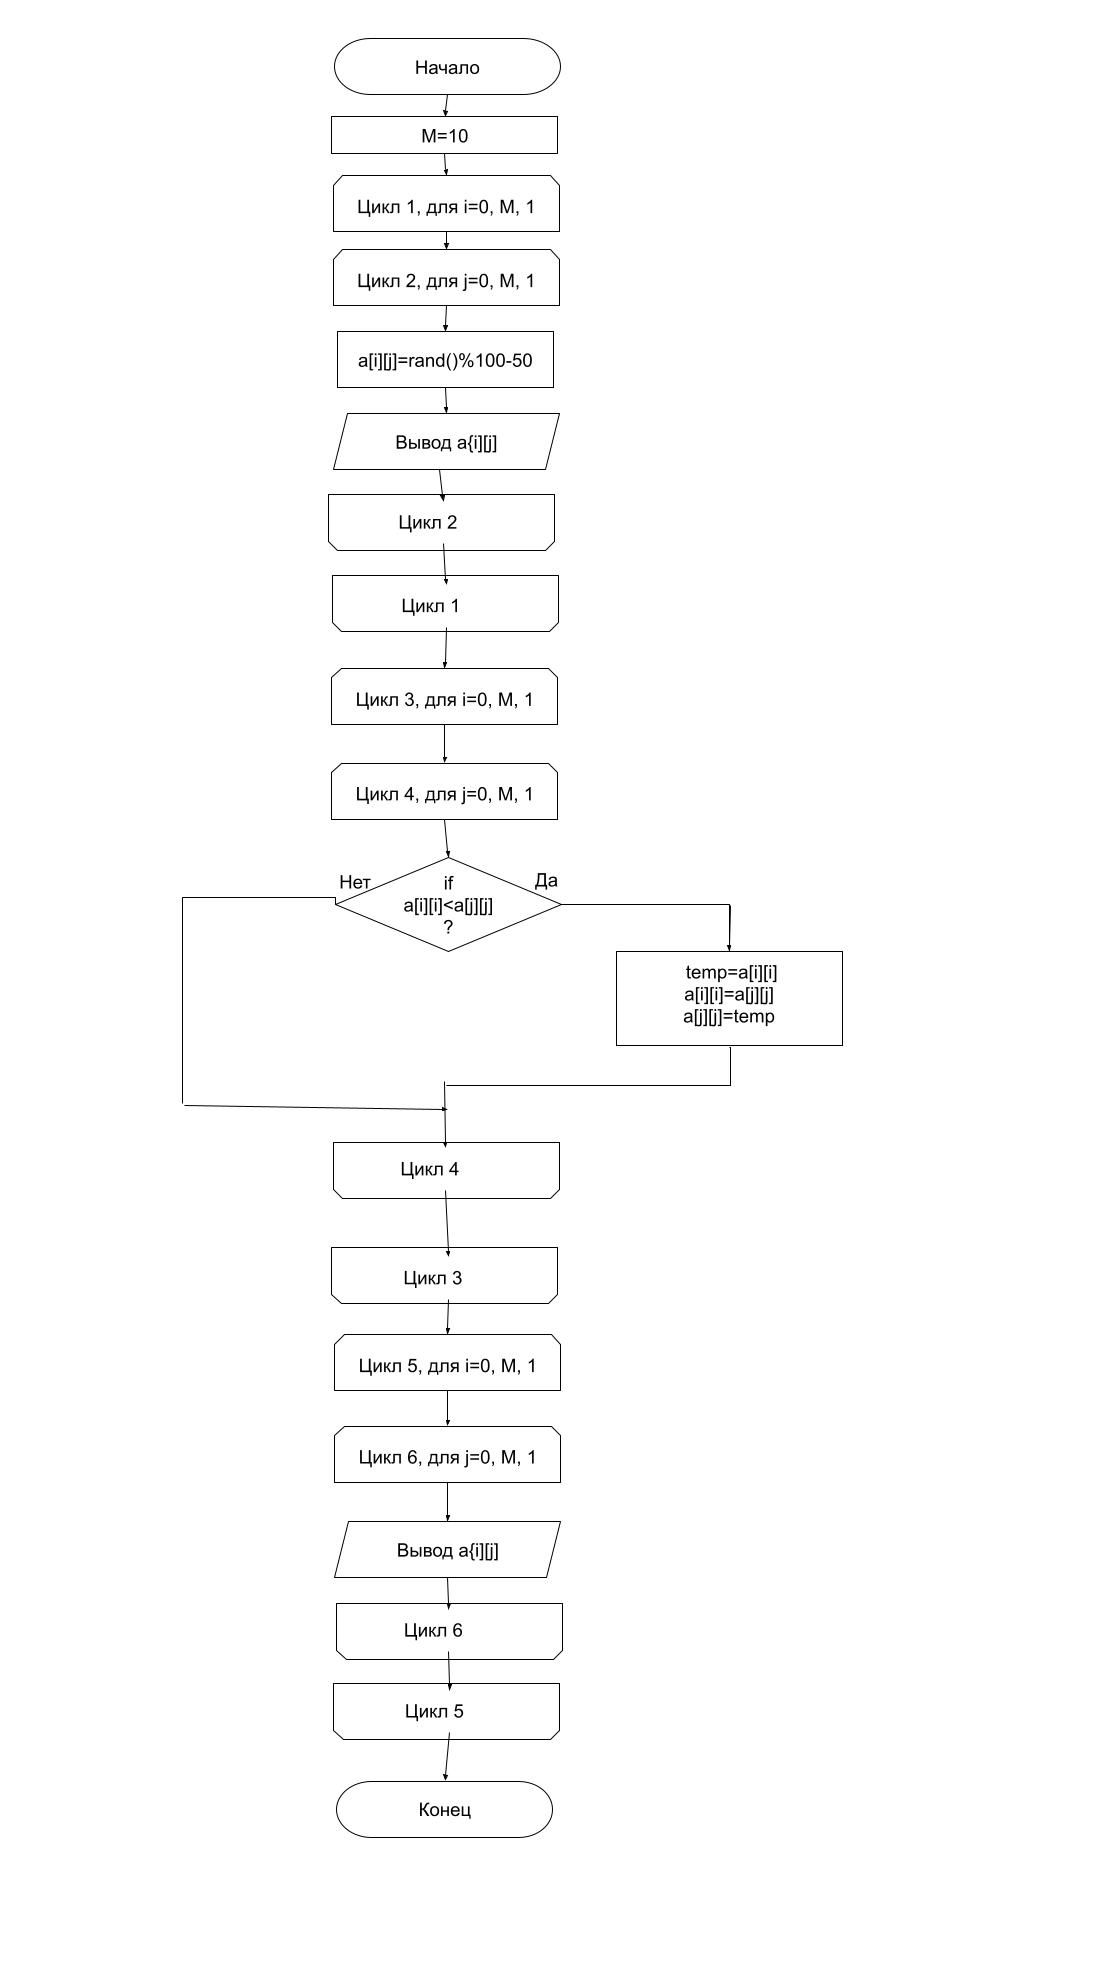 Начало
M=10
Цикл 1, для i=0, M, 1
Цикл 2, для j=0, M, 1
a[i][j]=rand()%100-50
Вывод a{i][j]
Цикл 2
Цикл 1
Цикл 3, для i=0, M, 1
Цикл 4, для j=0, M, 1
Нет
if
a[i][i]<a[j][j]
?
Да
temp=a[i][i]
a[i][i]=a[j][j]
a[j][j]=temp
Цикл 4
Цикл 3
Цикл 5, для i=0, M, 1
Цикл 6, для j=0, M, 1
Вывод a{i][j]
Цикл 6
Цикл 5
Конец